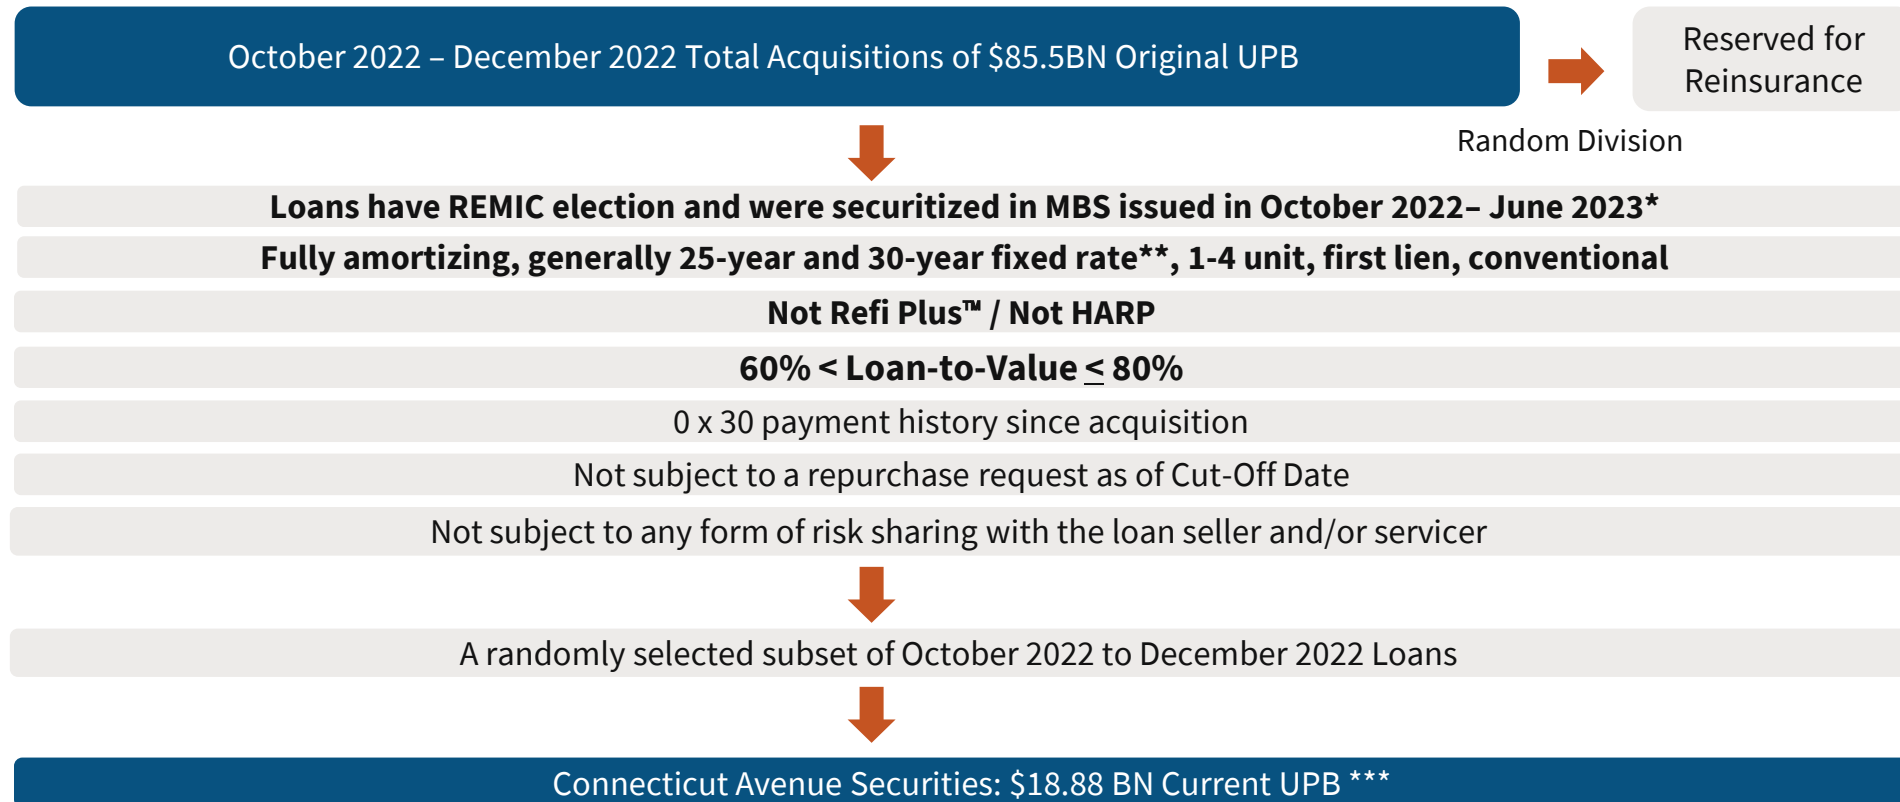 October 2022 – December 2022 Total Acquisitions of $85.5BN Original UPB
Reserved for
Reinsurance
Random Division
Loans have REMIC election and were securitized in MBS issued in October 2022– June 2023*
Fully amortizing, generally 25-year and 30-year fixed rate**, 1-4 unit, first lien, conventional
Not Refi Plus™ / Not HARP
60% < Loan-to-Value ≤ 80%
0 x 30 payment history since acquisition
Not subject to a repurchase request as of Cut-Off Date
Not subject to any form of risk sharing with the loan seller and/or servicer
A randomly selected subset of October 2022 to December 2022 Loans
Connecticut Avenue Securities: $18.88 BN Current UPB ***